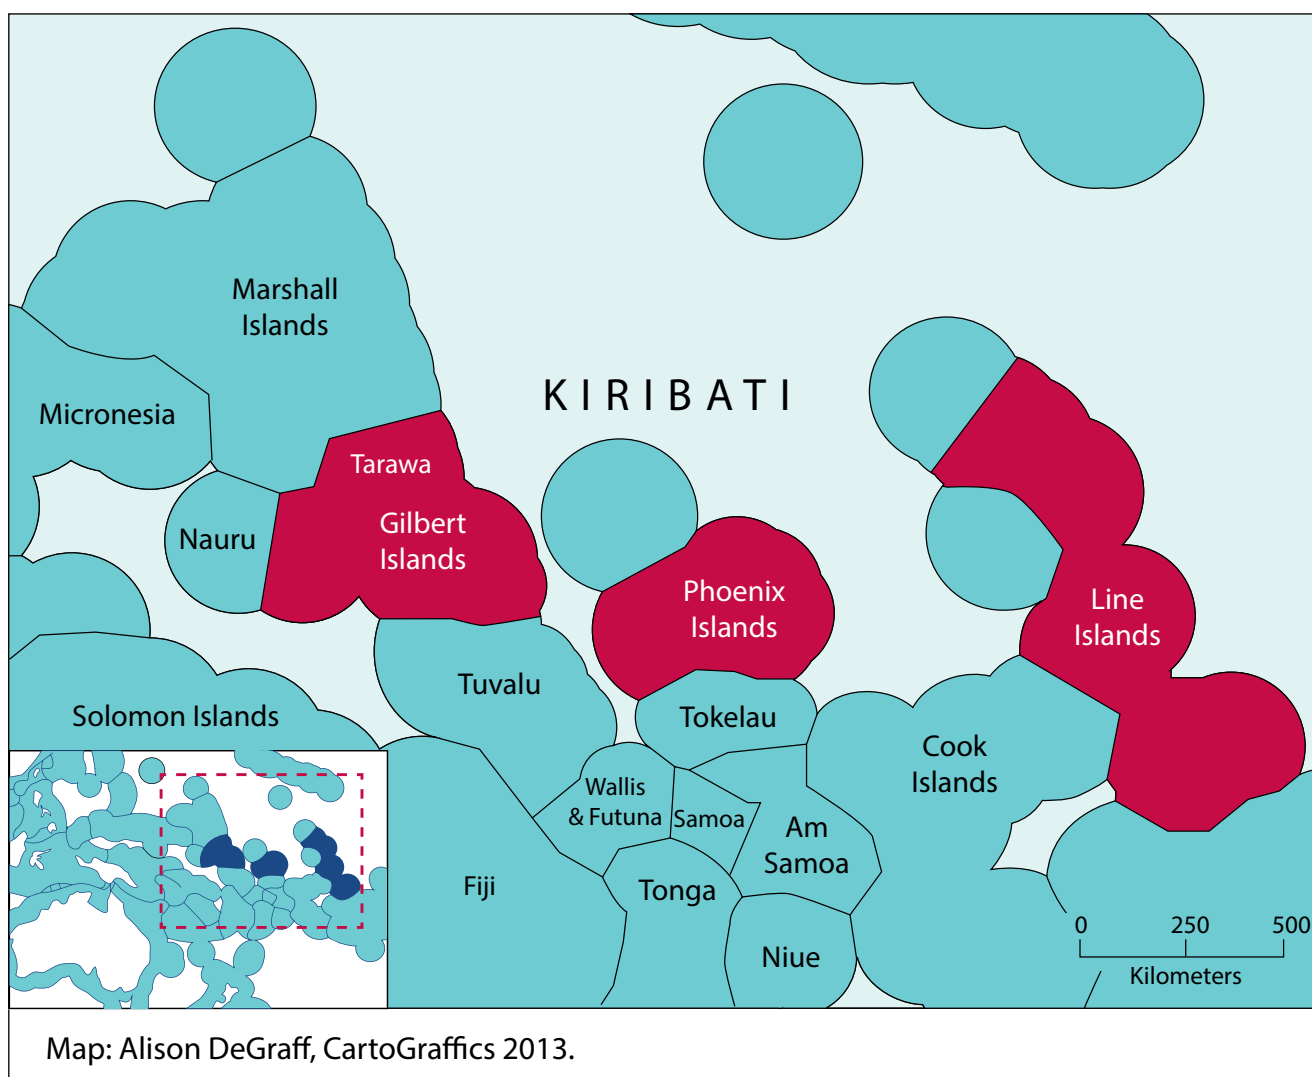 Marshall
Islands
KIRIBATI
Micronesia
Tarawa
Gilbert
Islands
Nauru
Phoenix
Islands
Line
Islands
Tuvalu
Solomon Islands
Tokelau
Cook
Islands
Wallis
& Futuna
Samoa
Am
Samoa
Fiji
Tonga
Niue
0 250 500
Kilometers
Map: Alison DeGraff, CartoGraffics 2013.